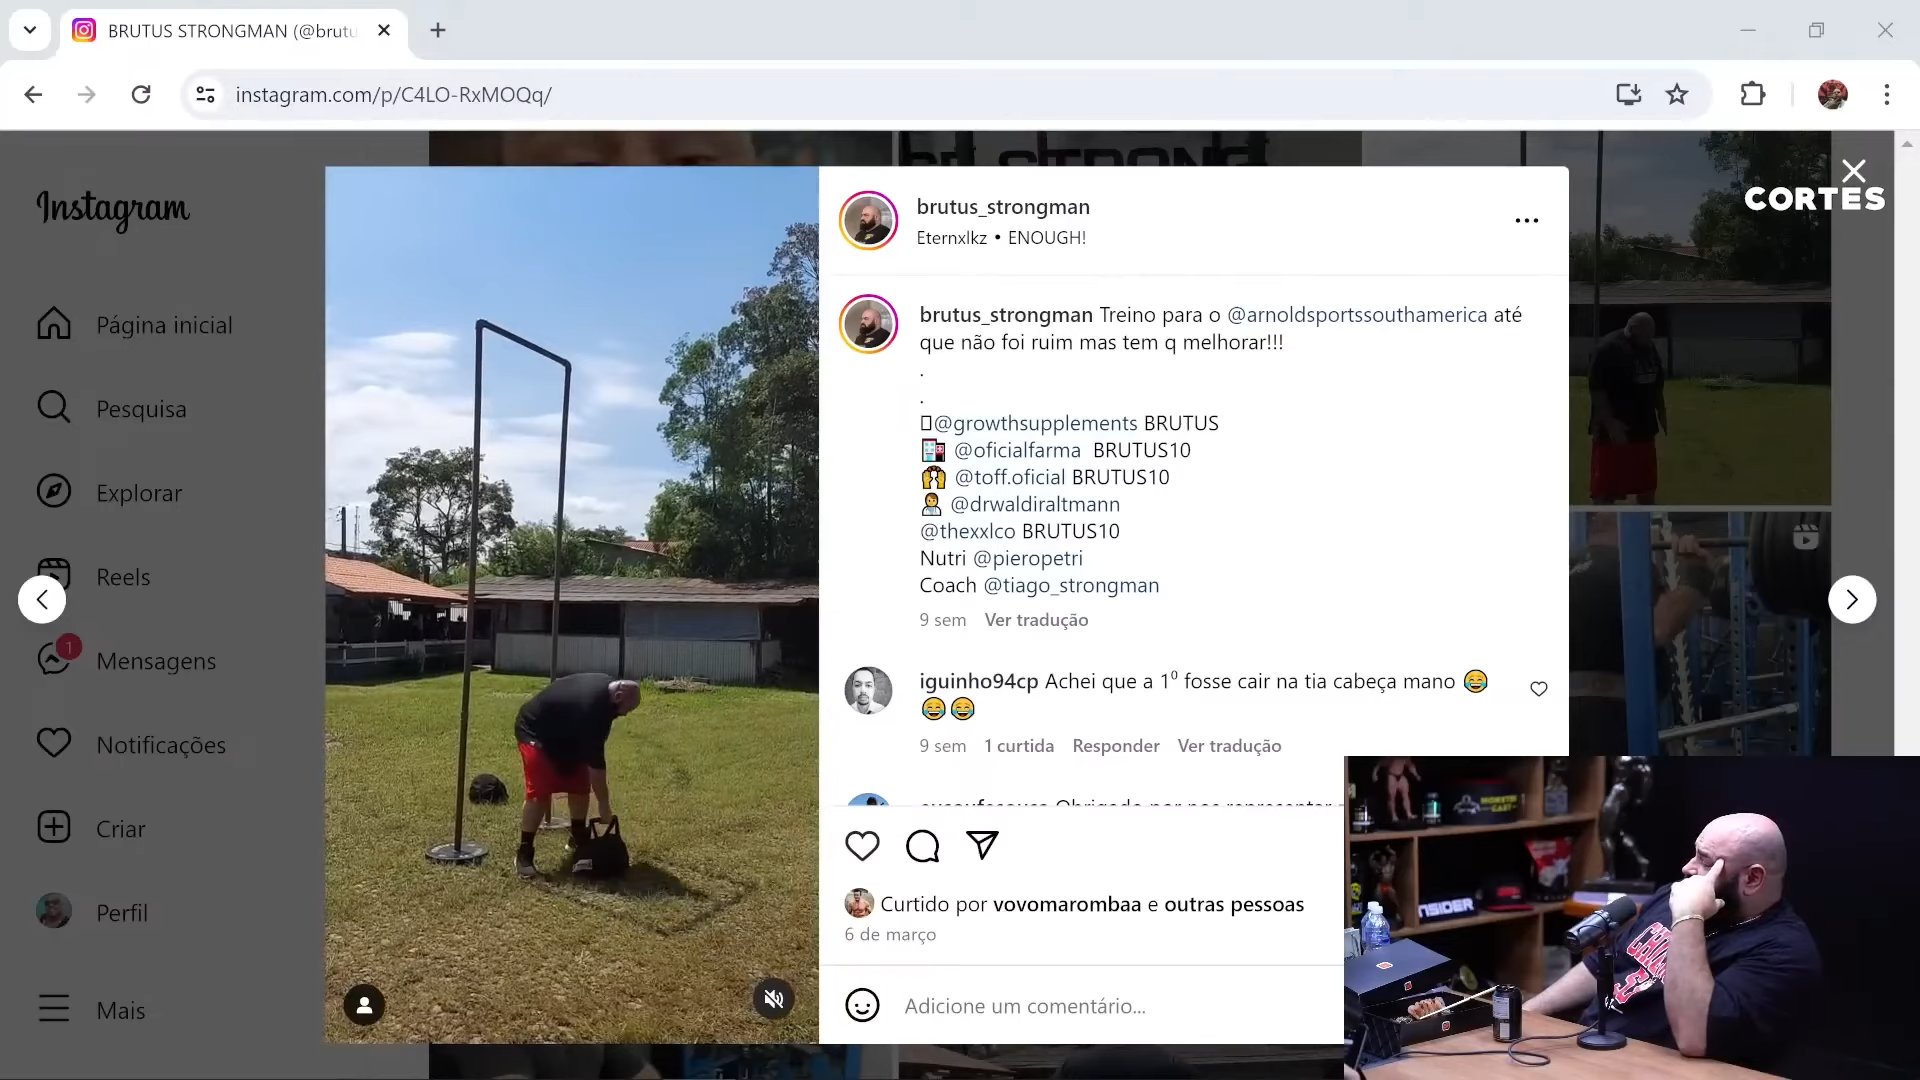 BRUTUS STRONGMAN (@brutu
instagram.com/p/C4LO-RxMOQq/
CORTES
Instagram
Página inicial
Pesquisa
Explorar
Reels
1
Mensagens
Notificações
Criar
Perfil
Mais
brutus_strongman
Eternxlkz • ENOUGH!
brutus_strongman Treino para o @arnoldsportssouthamerica até
que não foi ruim mas tem q melhorar!!!
.
.
@growthsupplements BRUTUS
@oficialfarma BRUTUS10
@toff.oficial BRUTUS10
@drwaldiraltmann
@thexxlco BRUTUS10
Nutri @pieropetri
Coach @tiago_strongman
9 sem Ver tradução
iguinho94cp Achei que a 1⁰ fosse cair na tia cabeça mano 😂
😂😂
9 sem 1 curtida Responder Ver tradução
Curtido por vovomarombaa e outras pessoas
6 de março
Adicione um comentário...
INSIDER